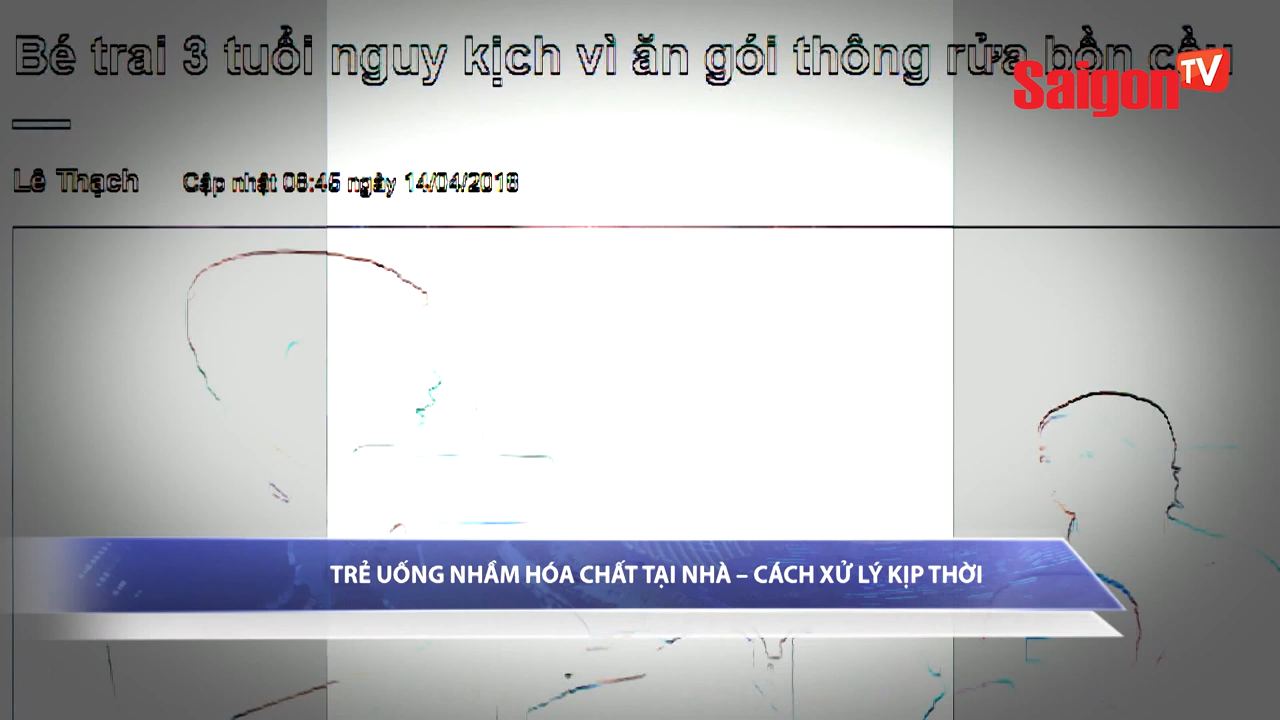 Bé trai 3 tuổi nguy kịch vì ăn gói thông rửa bồn cầu
Saigon TV
Lê Thạch Cập nhật 08:45 ngày 14/04/2018
TRẺ UỐNG NHẦM HÓA CHẤT TẠI NHÀ – CÁCH XỬ LÝ KỊP THỜI